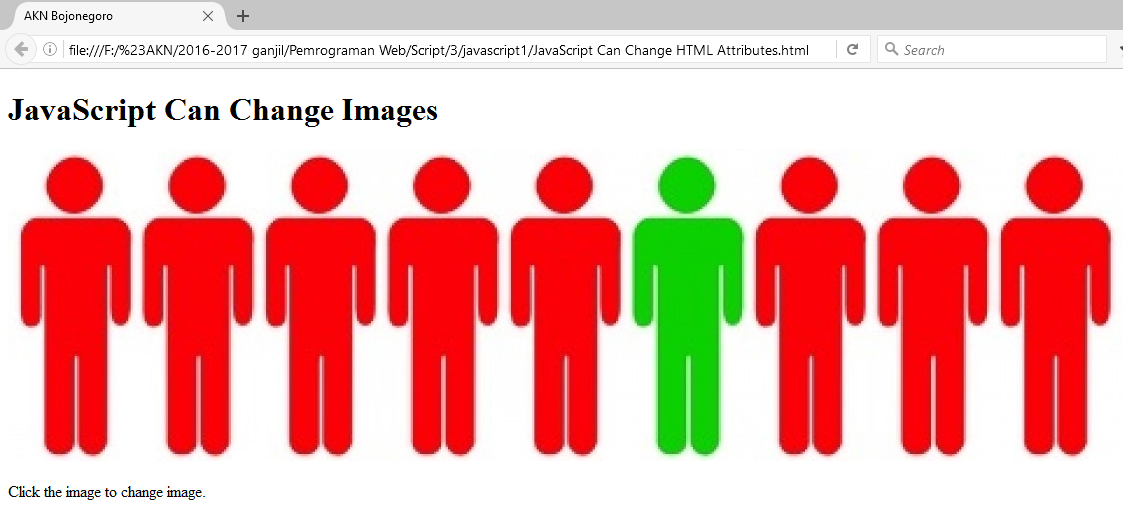 AKN Bojonegoro
file:///F:/%23AKN/2016-2017 ganjil/Pemrograman Web/Script/3/javascript1/JavaScript Can Change HTML Attributes.html
Search
JavaScript Can Change Images
Click the image to change image.